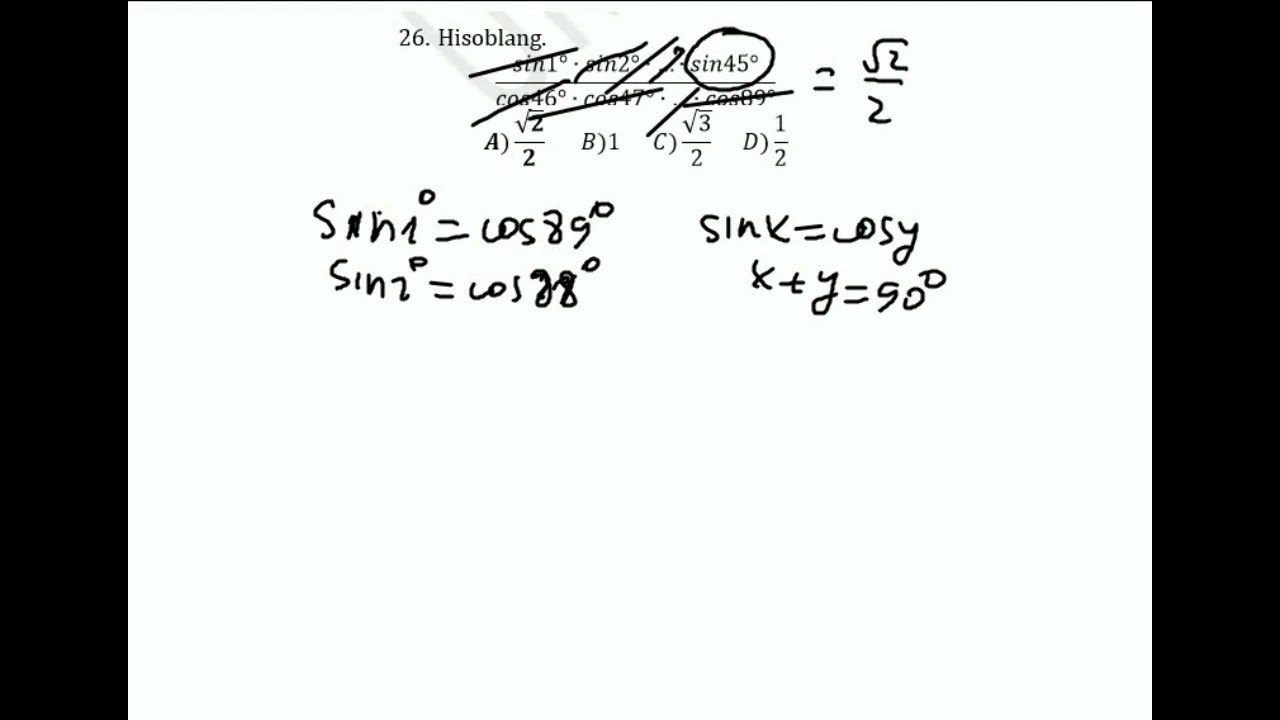 26. Hisoblang.
sin1° · sin2° · ... · sin45°
cos46° · cos47° · ... · cos89°
= √2/2
A) √2/2 B)1 C) √3/2 D) 1/2
sin1° = cos89° sinx = cosy
sin2° = cos88° x + y = 90°